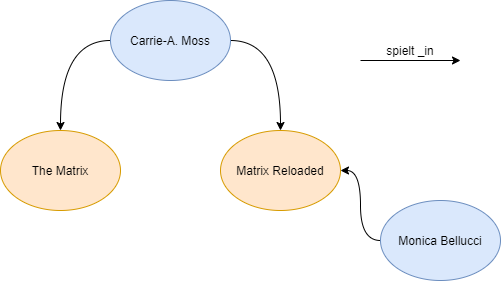 Carrie-A. Moss
spielt _in
The Matrix
Matrix Reloaded
Monica Bellucci